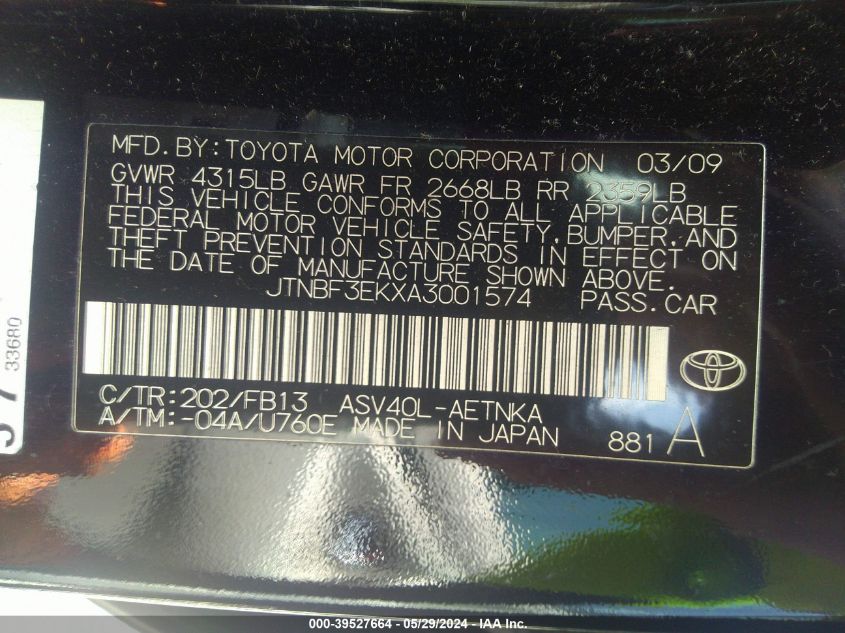 MFD. BY: TOYOTA MOTOR CORPORATION 03/09
GVWR 4315LB GAWR FR 2668LB RR 2359LB
THIS VEHICLE CONFORMS TO ALL APPLICABLE
FEDERAL MOTOR VEHICLE SAFETY, BUMPER, AND
THEFT PREVENTION STANDARDS IN EFFECT ON
THE DATE OF MANUFACTURE SHOWN ABOVE.
JTNBF3EKXA3001574 PASS. CAR
C/TR: 202/FB13 ASV40L-AETNKA
A/TM: -04A/U760E MADE IN JAPAN 881 A
33680
000-39527664 - 05/29/2024 - IAA Inc.